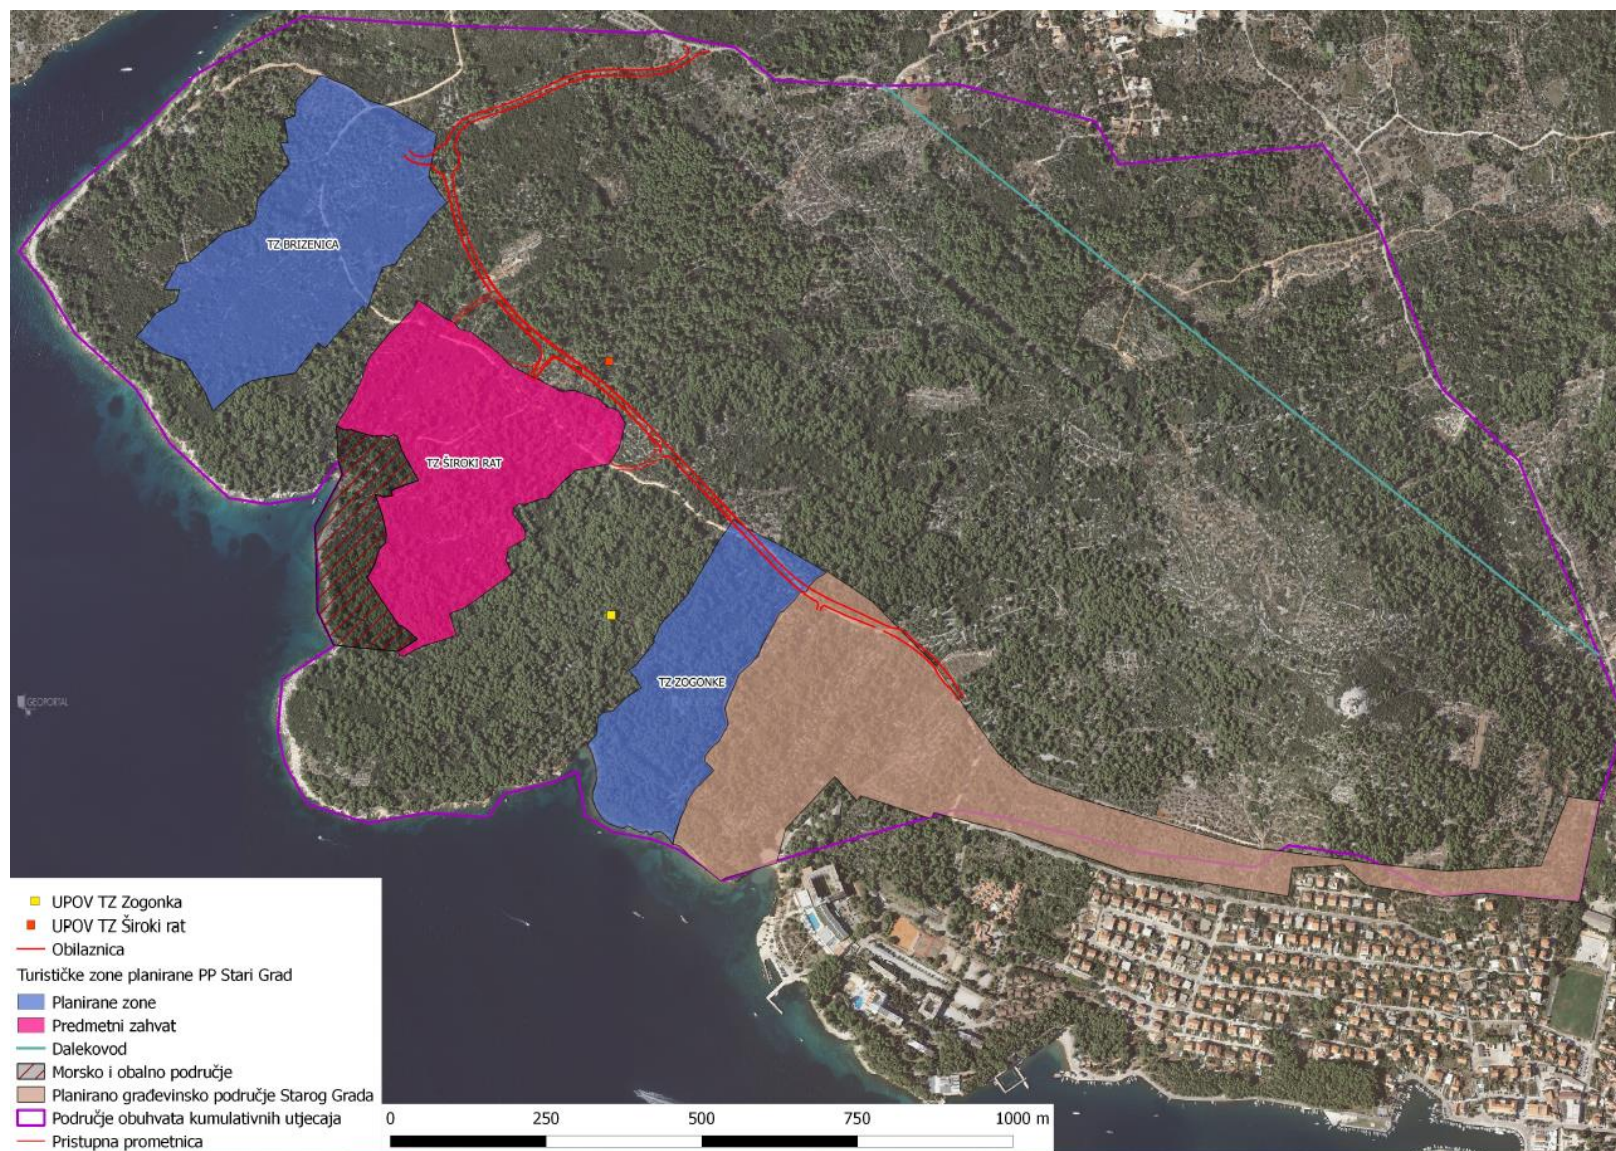 TZ BRIZENICA
TZ ŠIROKI RAT
TZ ZOGONKE
GEOPORTAL
UPOV TZ Zogonka
UPOV TZ Široki rat
Obilaznica
Turističke zone planirane PP Stari Grad
Planirane zone
Predmetni zahvat
Dalekovod
Morsko i obalno područje
Planirano građevinsko područje Starog Grada
Područje obuhvata kumulativnih utjecaja
Pristupna prometnica
0 250 500 750 1000 m